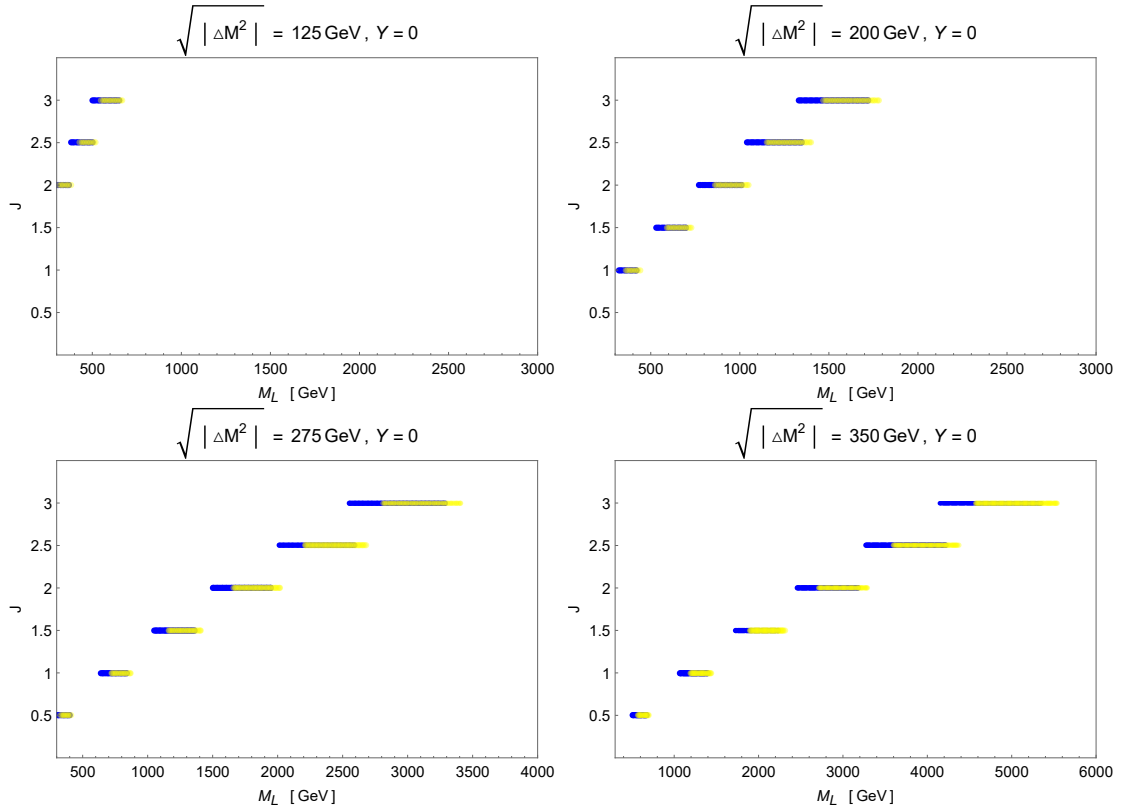 √|△M²| = 125 GeV, Y = 0
3
2.5
2
1.5
1
0.5
J
500 1000 1500 2000 2500 3000
M_L [GeV]
√|△M²| = 200 GeV, Y = 0
3
2.5
2
1.5
1
0.5
J
500 1000 1500 2000 2500 3000
M_L [GeV]
√|△M²| = 275 GeV, Y = 0
3
2.5
2
1.5
1
0.5
J
500 1000 1500 2000 2500 3000 3500 4000
M_L [GeV]
√|△M²| = 350 GeV, Y = 0
3
2.5
2
1.5
1
0.5
J
1000 2000 3000 4000 5000 6000
M_L [GeV]